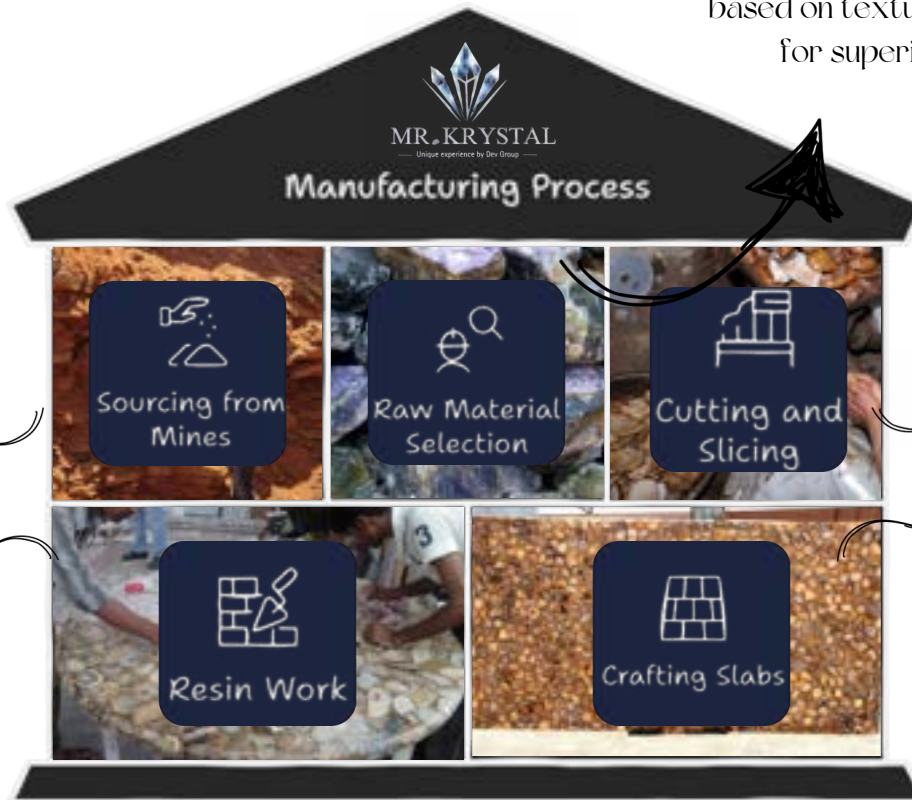 based on textu
for superi
MR.KRYSTAL
Unique experience by Dev Group
Manufacturing Process
Sourcing from
Mines
Raw Material
Selection
Cutting and
Slicing
3
Resin Work
Crafting Slabs